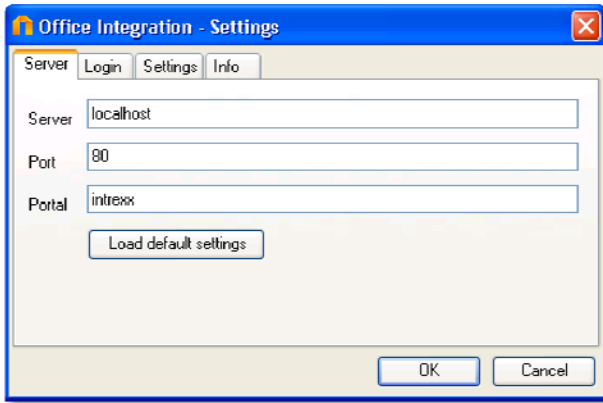 Office Integration - Settings
Server Login Settings Info
Server localhost
Port 80
Portal intrexx
Load default settings
OK Cancel